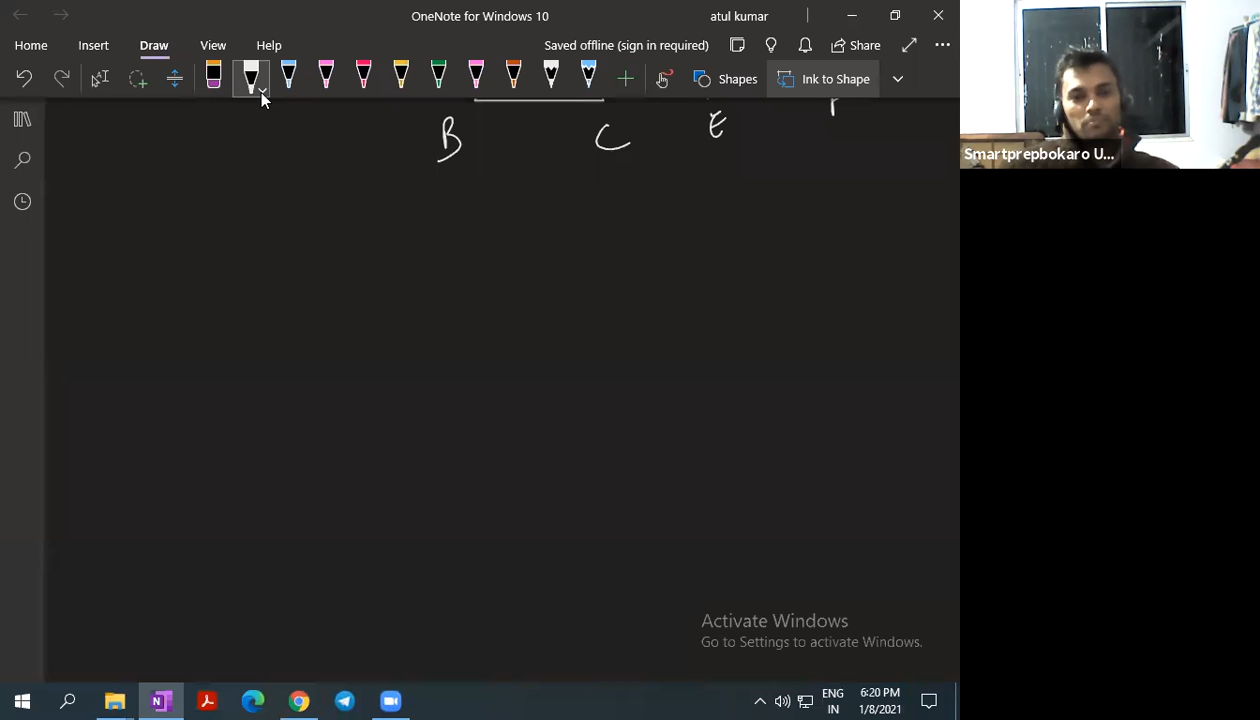 OneNote for Windows 10
atul kumar
Home Insert Draw View Help
Saved offline (sign in required)
Share
Shapes
Ink to Shape
B C E
Smartprepbokaro U...
Activate Windows
Go to Settings to activate Windows.
ENG
IN
6:20 PM
1/8/2021